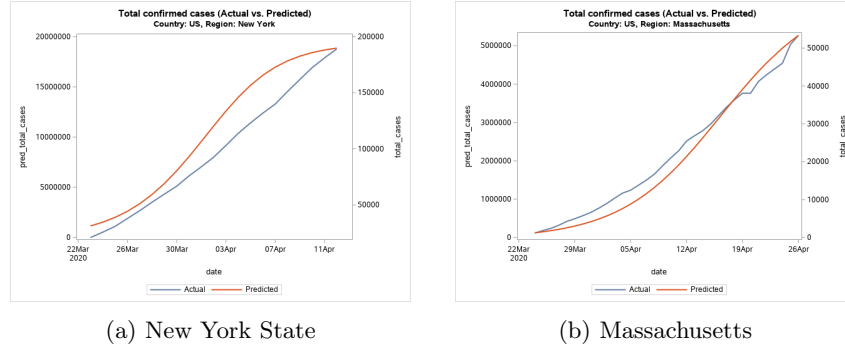 Total confirmed cases (Actual vs. Predicted)
Country: US, Region: New York
20000000
15000000
10000000
5000000
0
pred_total_cases
200000
150000
100000
50000
total_cases
22Mar 26Mar 30Mar 03Apr 07Apr 11Apr
2020
date
Actual Predicted
(a) New York State
Total confirmed cases (Actual vs. Predicted)
Country: US, Region: Massachusetts
5000000
4000000
3000000
2000000
1000000
0
pred_total_cases
50000
40000
30000
20000
10000
0
total_cases
22Mar 29Mar 05Apr 12Apr 19Apr 26Apr
2020
date
Actual Predicted
(b) Massachusetts